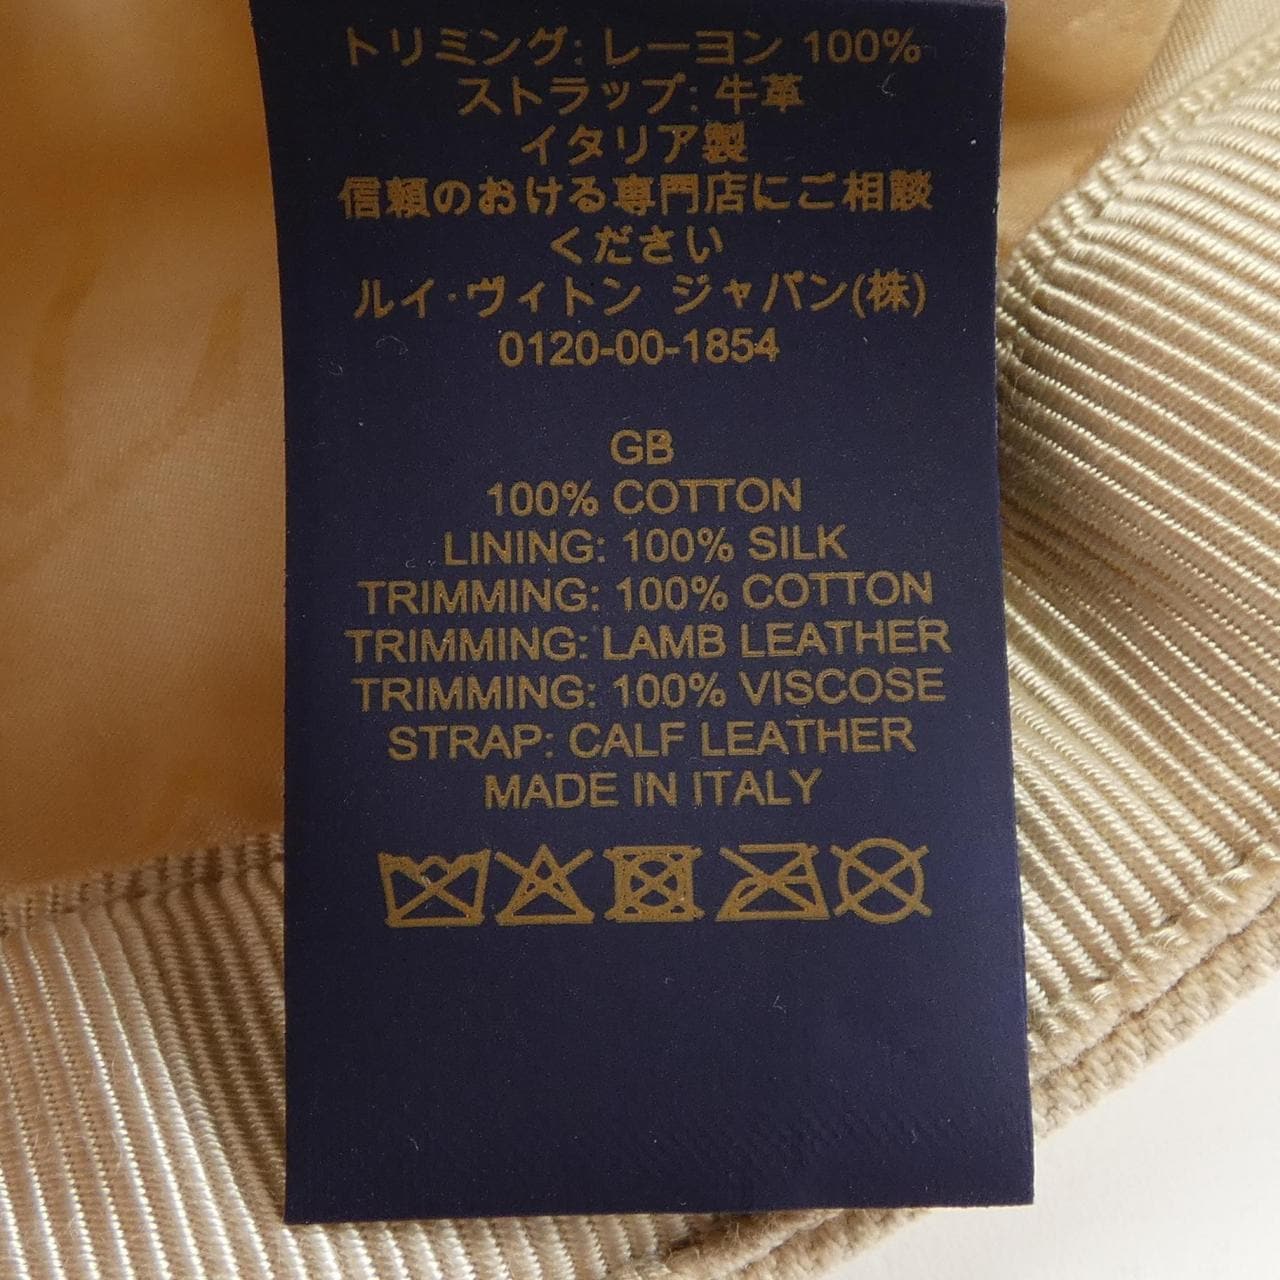 トリミング: レーヨン 100%
ストラップ: 牛革
イタリア製
信頼のおける専門店にご相談
ください
ルイ·ヴィトン ジャパン(株)
0120-00-1854
GB
100% COTTON
LINING: 100% SILK
TRIMMING: 100% COTTON
TRIMMING: LAMB LEATHER
TRIMMING: 100% VISCOSE
STRAP: CALF LEATHER
MADE IN ITALY